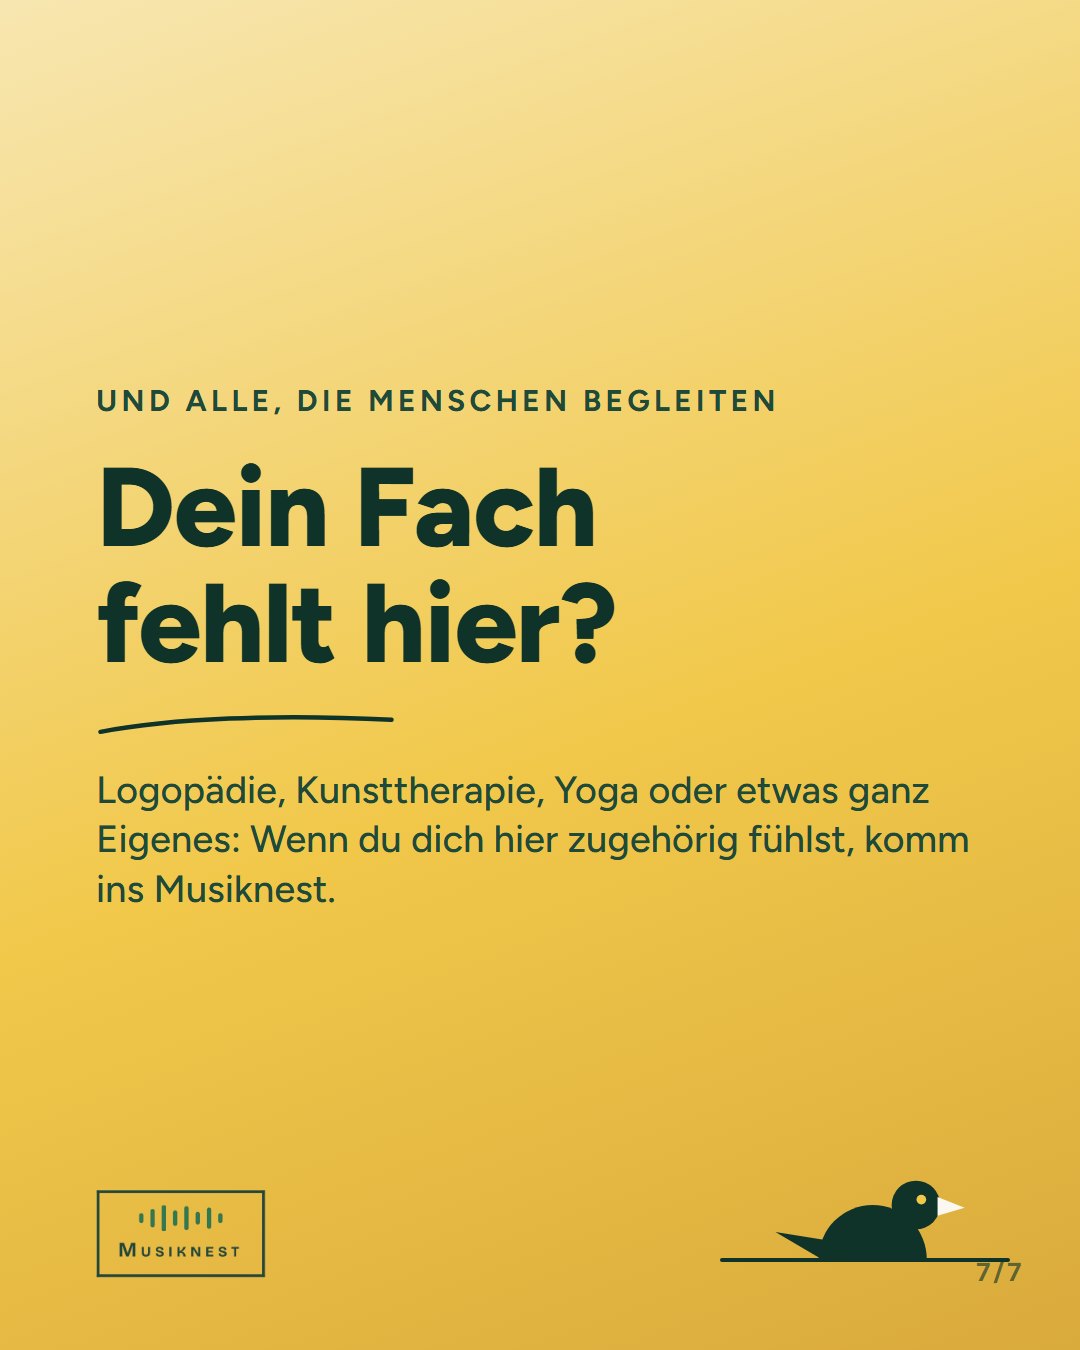 UND ALLE, DIE MENSCHEN BEGLEITEN
Dein Fach
fehlt hier?
Logopädie, Kunsttherapie, Yoga oder etwas ganz
Eigenes: Wenn du dich hier zugehörig fühlst, komm
ins Musiknest.
MUSIKNEST
7/7